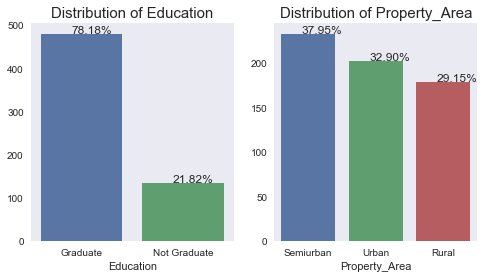 Distribution of Education
500
400
300
200
100
0
78.18%
21.82%
Graduate
Not Graduate
Education
Distribution of Property_Area
200
150
100
50
0
37.95%
32.90%
29.15%
Semiurban
Urban
Rural
Property_Area